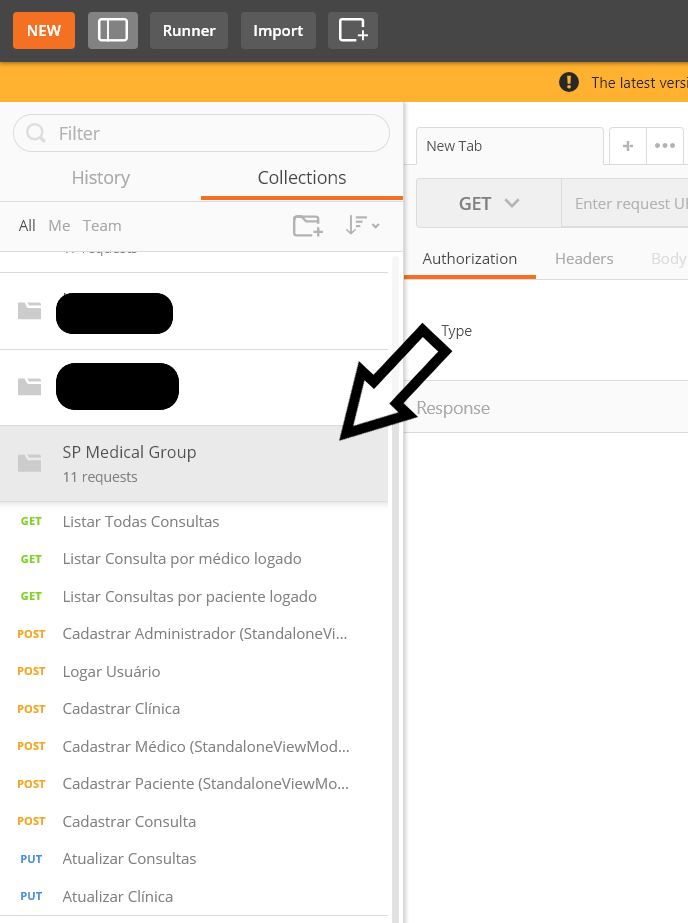 NEW
Runner
Import
The latest versi
Filter
History
Collections
All Me Team
SP Medical Group
11 requests
GET Listar Todas Consultas
GET Listar Consulta por médico logado
GET Listar Consultas por paciente logado
POST Cadastrar Administrador (StandaloneVi...
POST Logar Usuário
POST Cadastrar Clínica
POST Cadastrar Médico (StandaloneViewMod...
POST Cadastrar Paciente (StandaloneViewMo...
POST Cadastrar Consulta
PUT Atualizar Consultas
PUT Atualizar Clínica
New Tab
GET
Enter request U
Authorization
Headers
Body
Type
Response